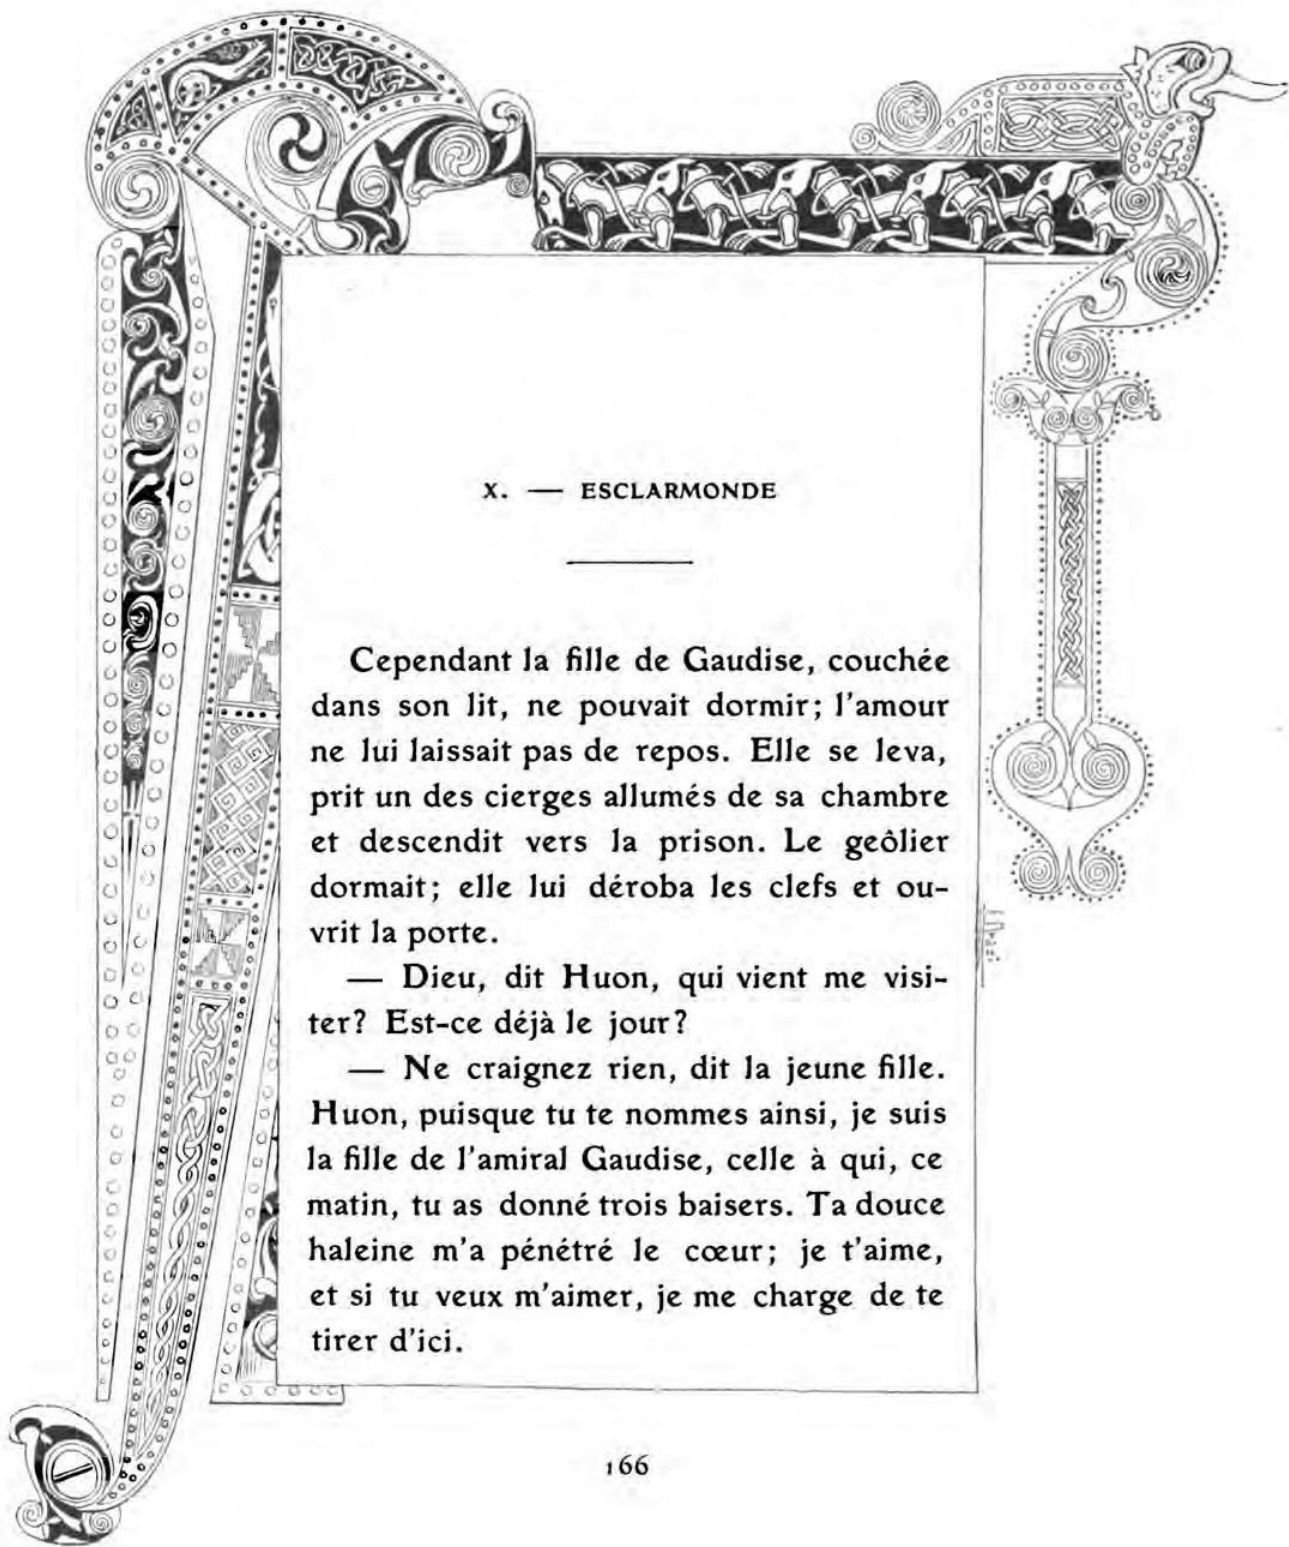 X. — ESCLARMONDE
Cependant la fille de Gaudise, couchée
dans son lit, ne pouvait dormir; l'amour
ne lui laissait pas de repos. Elle se leva,
prit un des cierges allumés de sa chambre
et descendit vers la prison. Le geôlier
dormait; elle lui déroba les clefs et ou-
vrit la porte.
— Dieu, dit Huon, qui vient me visi-
ter? Est-ce déjà le jour?
— Ne craignez rien, dit la jeune fille.
Huon, puisque tu te nommes ainsi, je suis
la fille de l'amiral Gaudise, celle à qui, ce
matin, tu as donné trois baisers. Ta douce
haleine m'a pénétré le cœur; je t'aime,
et si tu veux m'aimer, je me charge de te
tirer d'ici.
166